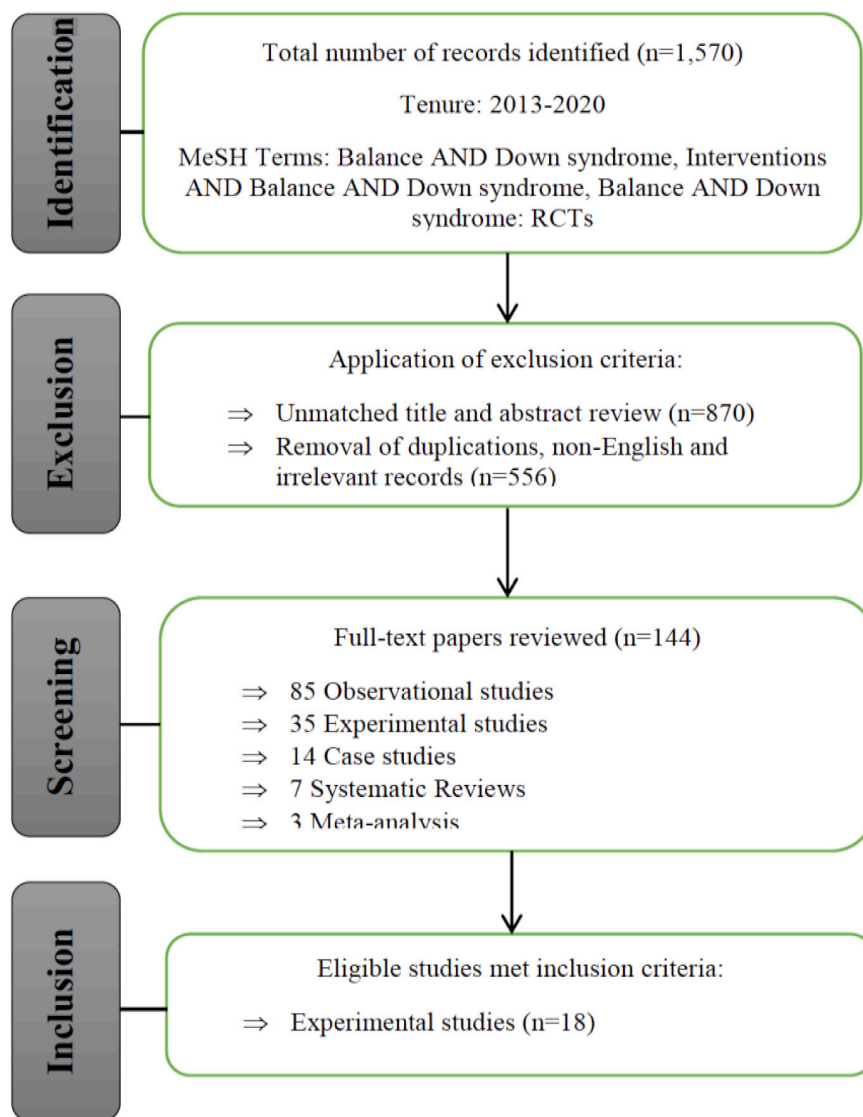 Identification
Total number of records identified (n=1,570)
Tenure: 2013-2020
MeSH Terms: Balance AND Down syndrome, Interventions
AND Balance AND Down syndrome, Balance AND Down
syndrome: RCTs
Exclusion
Application of exclusion criteria:
⇒ Unmatched title and abstract review (n=870)
⇒ Removal of duplications, non-English and
irrelevant records (n=556)
Screening
Full-text papers reviewed (n=144)
⇒ 85 Observational studies
⇒ 35 Experimental studies
⇒ 14 Case studies
⇒ 7 Systematic Reviews
⇒ 3 Meta-analysis
Inclusion
Eligible studies met inclusion criteria:
⇒ Experimental studies (n=18)